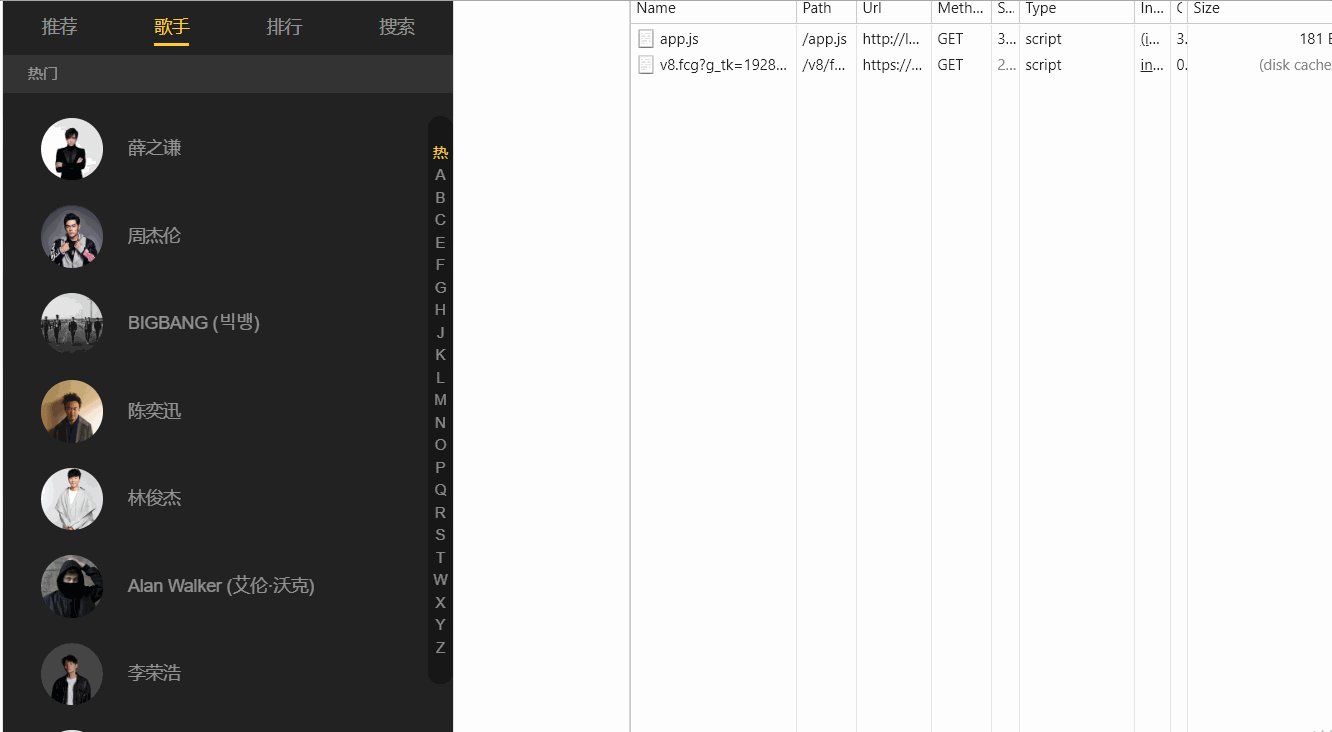 推荐 歌手 排行 搜索
热门
薛之谦
周杰伦
BIGBANG (빅뱅)
陈奕迅
林俊杰
Alan Walker (艾伦·沃克)
李荣浩
热
A
B
C
E
F
G
H
J
K
L
M
N
O
P
Q
R
S
T
W
X
Y
Z
Name Path Url Meth... S... Type In... C Size
app.js /app.js http://l... GET 3... script (i... 3. 181 B
v8.fcg?g_tk=1928... /v8/f... https://... GET 2... script in... 0. (disk cache